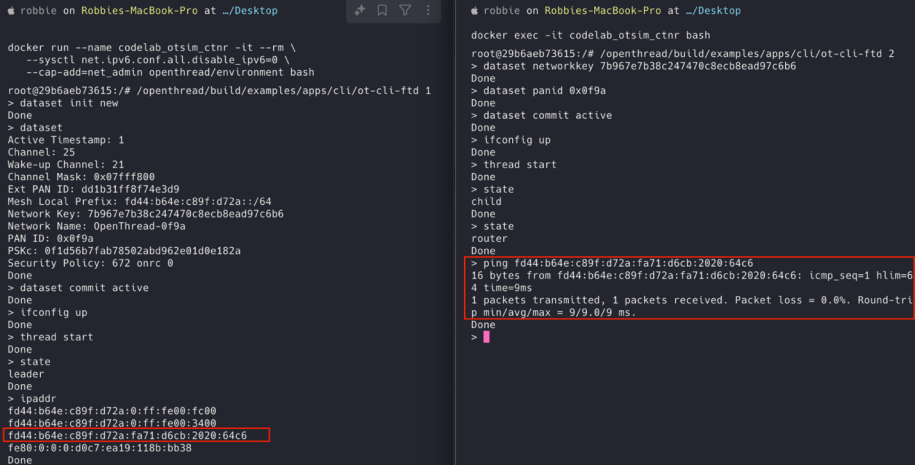 robbie on Robbies-MacBook-Pro at …/Desktop
docker run --name codelab_otsim_ctnr -it --rm \
--sysctl net.ipv6.conf.all.disable_ipv6=0 \
--cap-add=net_admin openthread/environment bash
root@29b6aeb73615:/# /openthread/build/examples/apps/cli/ot-cli-ftd 1
> dataset init new
Done
> dataset
Active Timestamp: 1
Channel: 25
Wake-up Channel: 21
Channel Mask: 0x07fff800
Ext PAN ID: dd1b31ff8f74e3d9
Mesh Local Prefix: fd44:b64e:c89f:d72a::/64
Network Key: 7b967e7b38c247470c8ecb8ead97c6b6
Network Name: OpenThread-0f9a
PAN ID: 0x0f9a
PSKc: 0f1d56b7fab78502abd962e01d0e182a
Security Policy: 672 onrc 0
Done
> dataset commit active
Done
> ifconfig up
Done
> thread start
Done
> state
leader
Done
> ipaddr
fd44:b64e:c89f:d72a:0:ff:fe00:fc00
fd44:b64e:c89f:d72a:0:ff:fe00:3400
fd44:b64e:c89f:d72a:fa71:d6cb:2020:64c6
fe80:0:0:0:d0c7:ea19:118b:bb38
Done
robbie on Robbies-MacBook-Pro at …/Desktop
docker exec -it codelab_otsim_ctnr bash
root@29b6aeb73615:/# /openthread/build/examples/apps/cli/ot-cli-ftd 2
> dataset networkkey 7b967e7b38c247470c8ecb8ead97c6b6
Done
> dataset panid 0x0f9a
Done
> dataset commit active
Done
> ifconfig up
Done
> thread start
Done
> state
child
Done
> state
router
Done
> ping fd44:b64e:c89f:d72a:fa71:d6cb:2020:64c6
16 bytes from fd44:b64e:c89f:d72a:fa71:d6cb:2020:64c6: icmp_seq=1 hlim=6
4 time=9ms
1 packets transmitted, 1 packets received. Packet loss = 0.0%. Round-tri
p min/avg/max = 9/9.0/9 ms.
Done
>